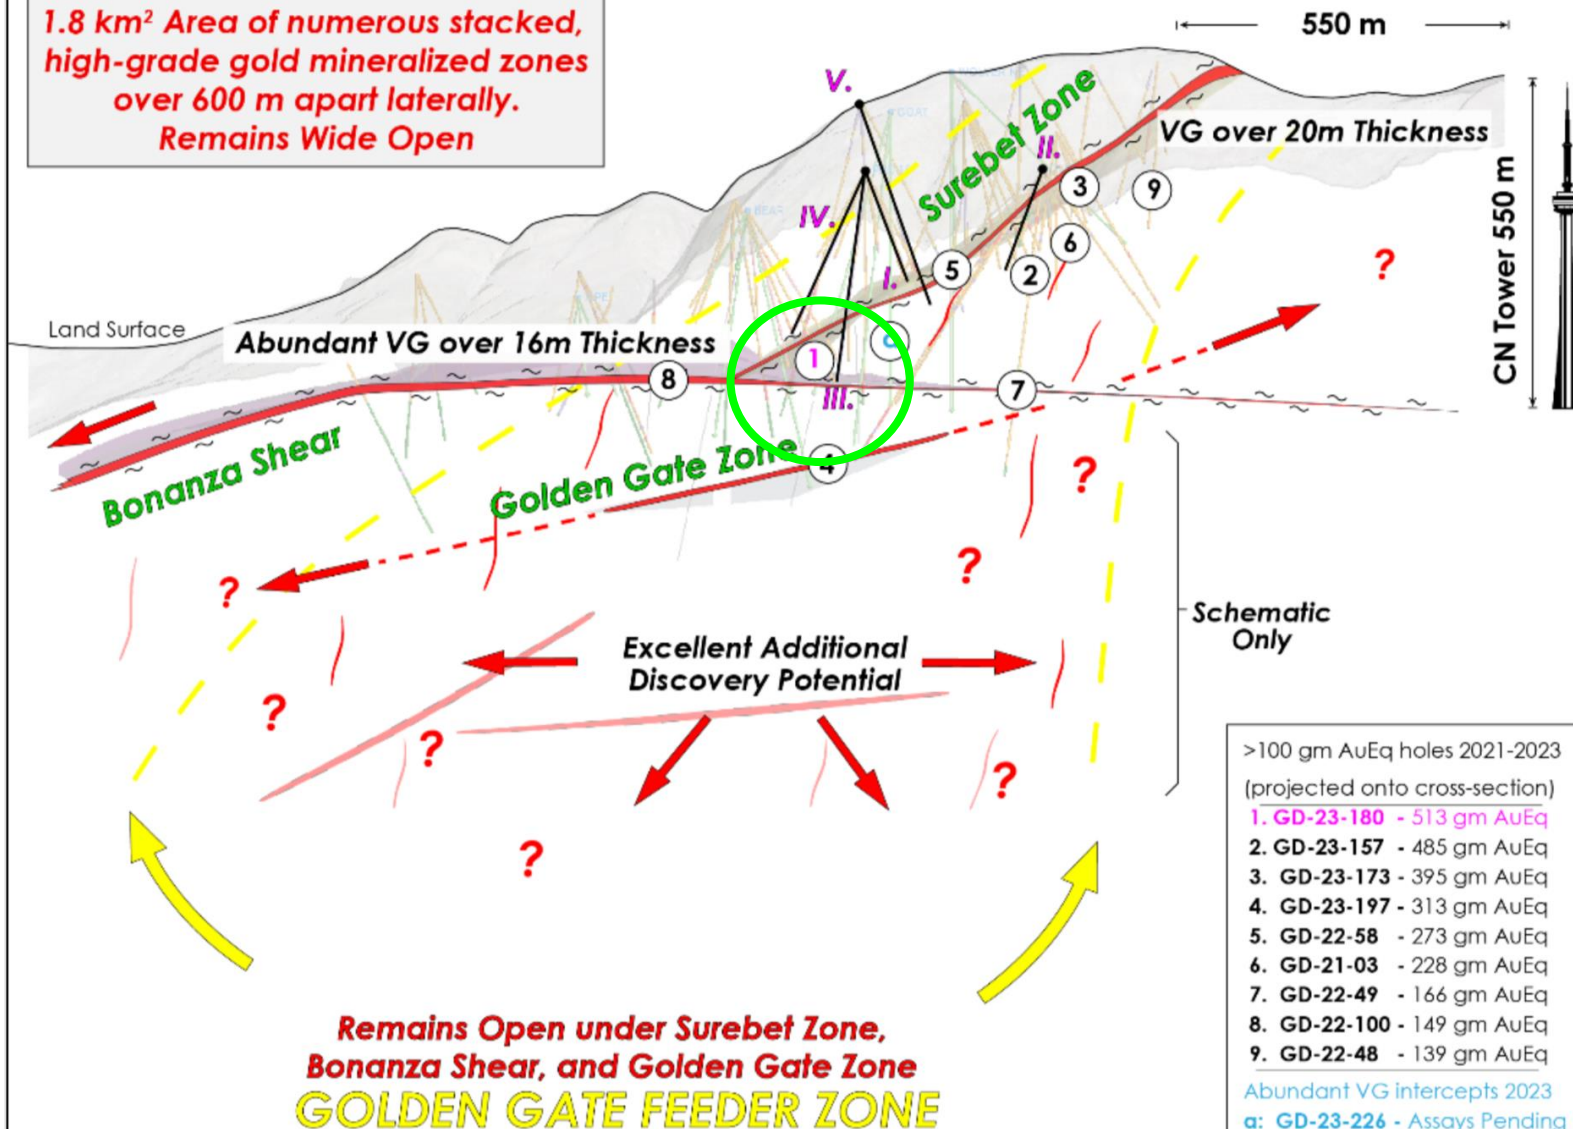 1.8 km² Area of numerous stacked,
high-grade gold mineralized zones
over 600 m apart laterally.
Remains Wide Open
550 m
V.
GOAT
Surebet Zone
VG over 20m Thickness
II.
3
9
CN Tower 550 m
IV.
BEAR
6
?
I.
5
2
Land Surface
Abundant VG over 16m Thickness
1
8
7
III.
Bonanza Shear
Golden Gate Zone
4
?
?
?
Schematic
Only
Excellent Additional
Discovery Potential
?
?
?
?
>100 gm AuEq holes 2021-2023
(projected onto cross-section)
1. GD-23-180 - 513 gm AuEq
2. GD-23-157 - 485 gm AuEq
3. GD-23-173 - 395 gm AuEq
4. GD-23-197 - 313 gm AuEq
5. GD-22-58 - 273 gm AuEq
6. GD-21-03 - 228 gm AuEq
7. GD-22-49 - 166 gm AuEq
8. GD-22-100 - 149 gm AuEq
9. GD-22-48 - 139 gm AuEq
Abundant VG intercepts 2023
a: GD-23-226 - Assays Pending
Remains Open under Surebet Zone,
Bonanza Shear, and Golden Gate Zone
GOLDEN GATE FEEDER ZONE